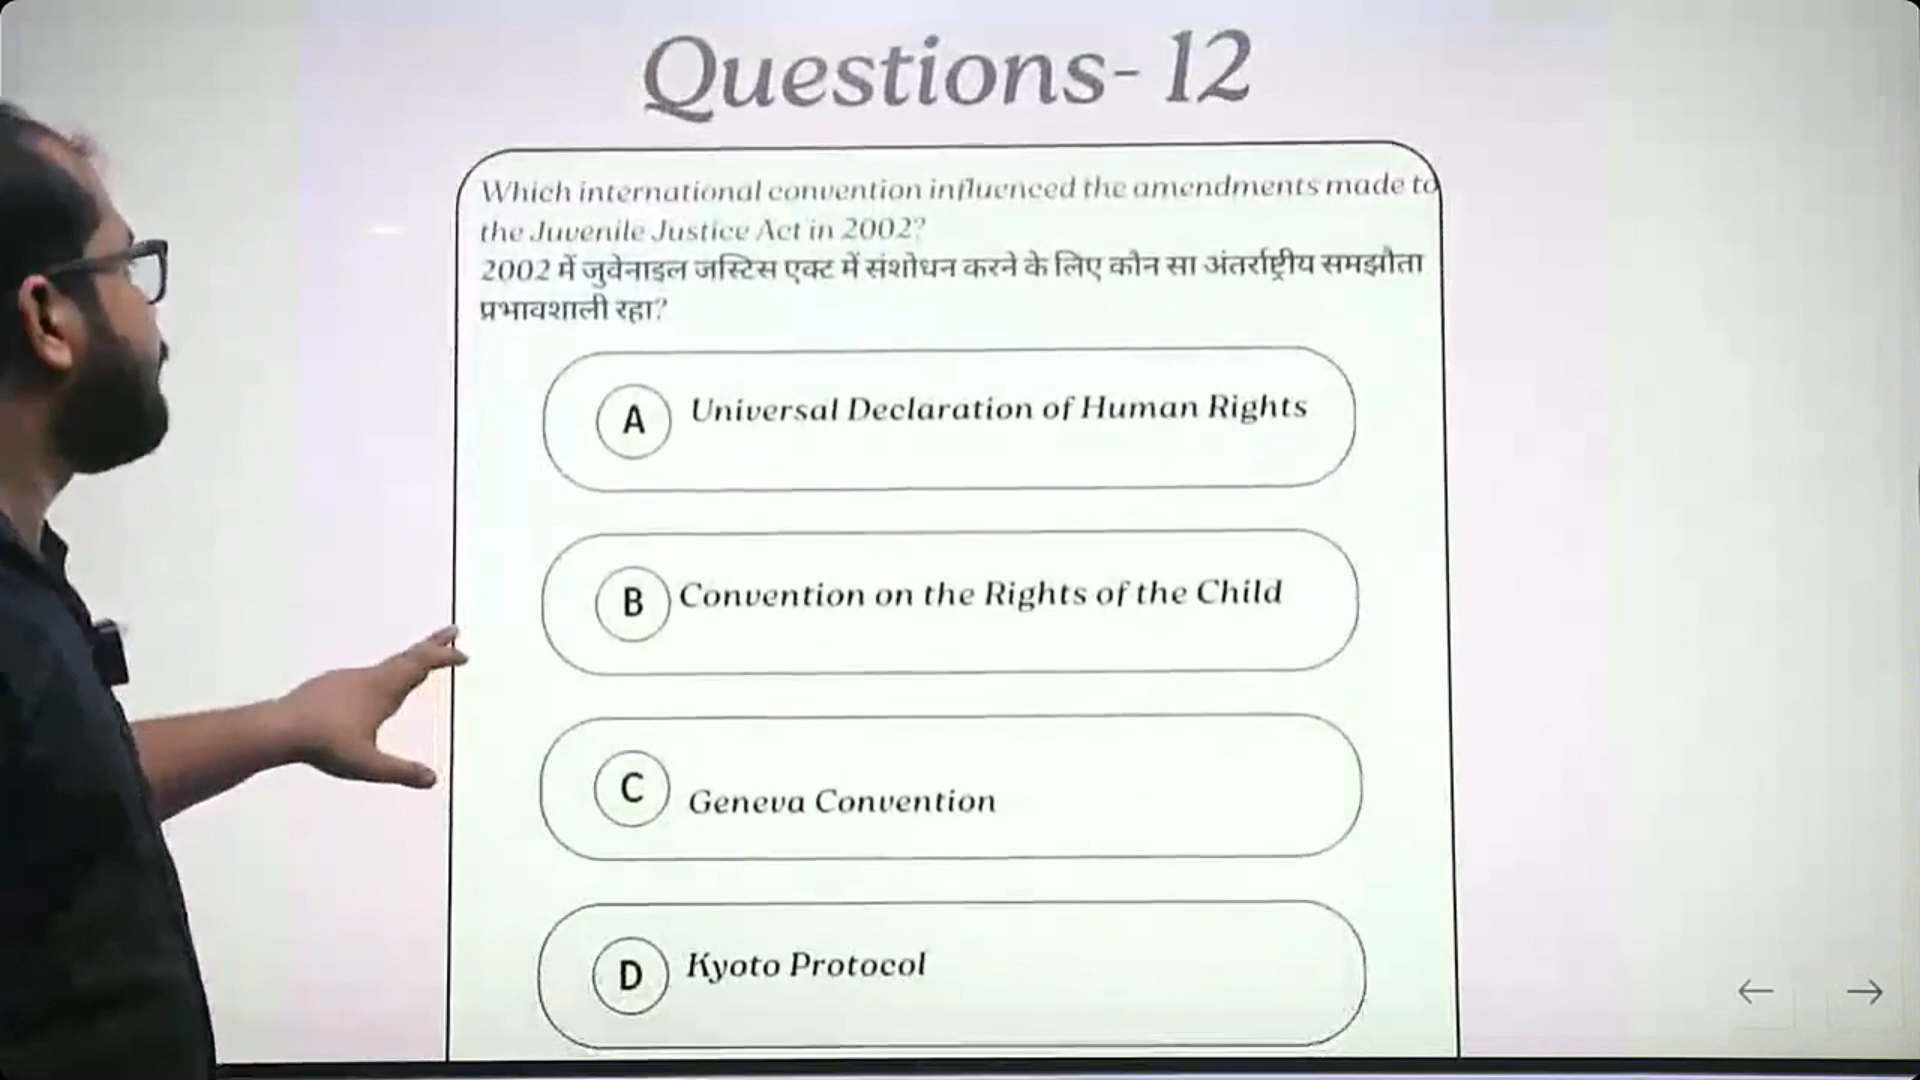 Questions- 12
Which international convention influenced the amendments made to
the Juvenile Justice Act in 2002?
2002 में जुवेनाइल जस्टिस एक्ट में संशोधन करने के लिए कौन सा अंतर्राष्ट्रीय समझौता
प्रभावशाली रहा?
A Universal Declaration of Human Rights
B Convention on the Rights of the Child
C Geneva Convention
D Kyoto Protocol